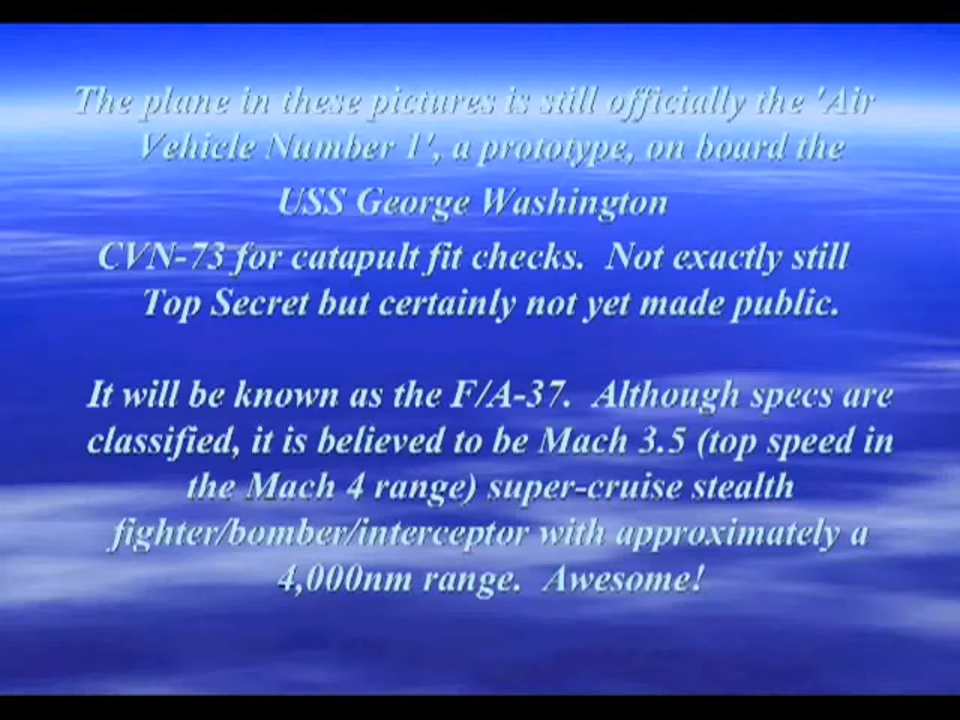 The plane in these pictures is still officially the 'Air
Vehicle Number 1', a prototype, on board the
USS George Washington
CVN-73 for catapult fit checks.  Not exactly still
Top Secret but certainly not yet made public.
It will be known as the F/A-37.  Although specs are
classified, it is believed to be Mach 3.5 (top speed in
the Mach 4 range) super-cruise stealth
fighter/bomber/interceptor with approximately a
4,000nm range.  Awesome!